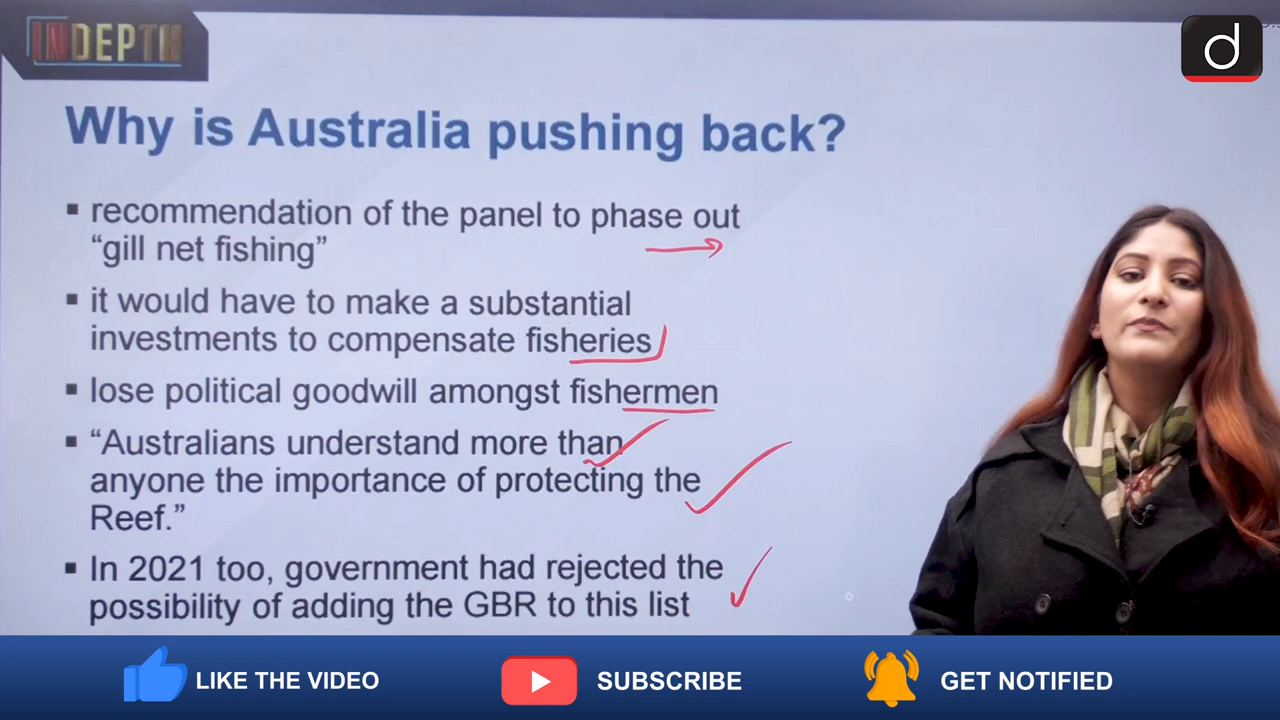 INDEPTH
d
Why is Australia pushing back?
▪ recommendation of the panel to phase out
“gill net fishing”
▪ it would have to make a substantial
investments to compensate fisheries
▪ lose political goodwill amongst fishermen
▪ “Australians understand more than
anyone the importance of protecting the
Reef.”
▪ In 2021 too, government had rejected the
possibility of adding the GBR to this list
LIKE THE VIDEO
SUBSCRIBE
GET NOTIFIED